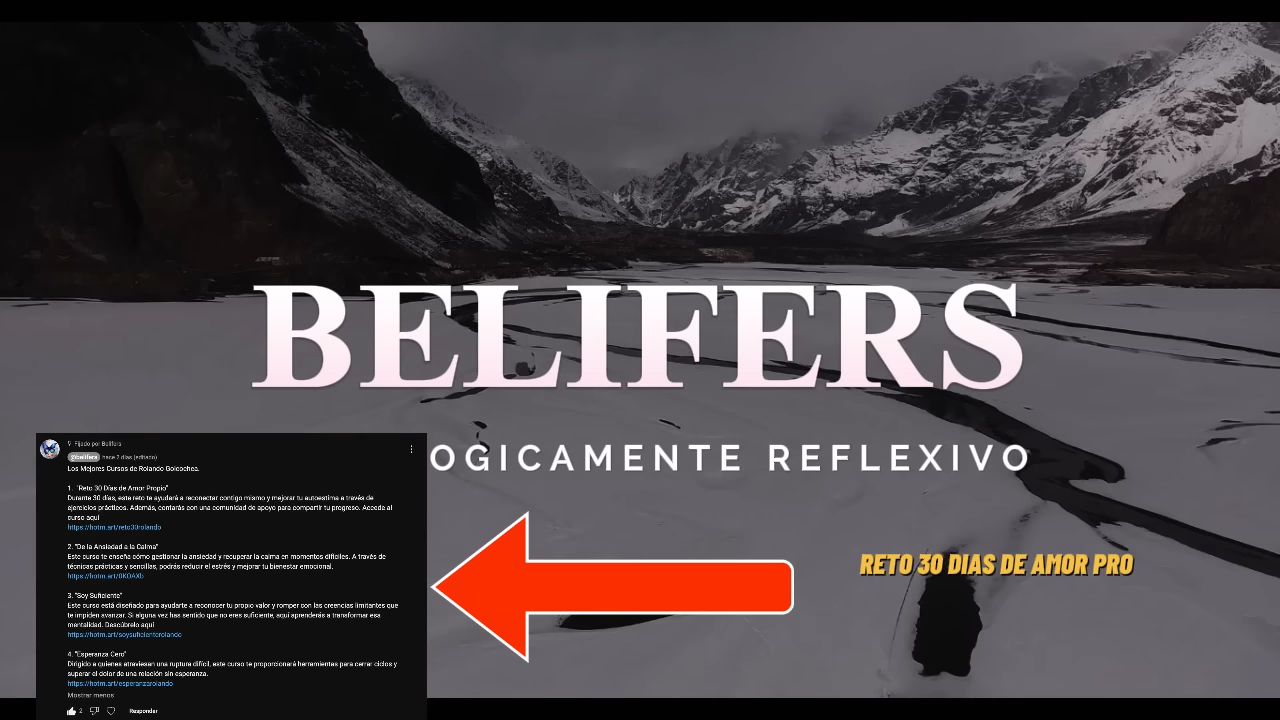 BELIFERS
OGICAMENTE REFLEXIVO
Fijado por Belifers
@belifers hace 2 días (editado)
Los Mejores Cursos de Rolando Goicochea.
1. "Reto 30 Días de Amor Propio"
Durante 30 días, este reto te ayudará a reconectar contigo mismo y mejorar tu autoestima a través de
ejercicios prácticos. Además, contarás con una comunidad de apoyo para compartir tu progreso. Accede al
curso aquí
https://hotm.art/reto30rolando
2. "De la Ansiedad a la Calma"
Este curso te enseña cómo gestionar la ansiedad y recuperar la calma en momentos difíciles. A través de
técnicas prácticas y sencillas, podrás reducir el estrés y mejorar tu bienestar emocional.
https://hotm.art/0KOAXb
3. "Soy Suficiente"
Este curso está diseñado para ayudarte a reconocer tu propio valor y romper con las creencias limitantes que
te impiden avanzar. Si alguna vez has sentido que no eres suficiente, aquí aprenderás a transformar esa
mentalidad. Descúbrelo aquí
https://hotm.art/soysuficienterolando
4. "Esperanza Cero"
Dirigido a quienes atraviesan una ruptura difícil, este curso te proporcionará herramientas para cerrar ciclos y
superar el dolor de una relación sin esperanza.
https://hotm.art/esperanzarolando
Mostrar menos
2 Responder
RETO 30 DIAS DE AMOR PRO